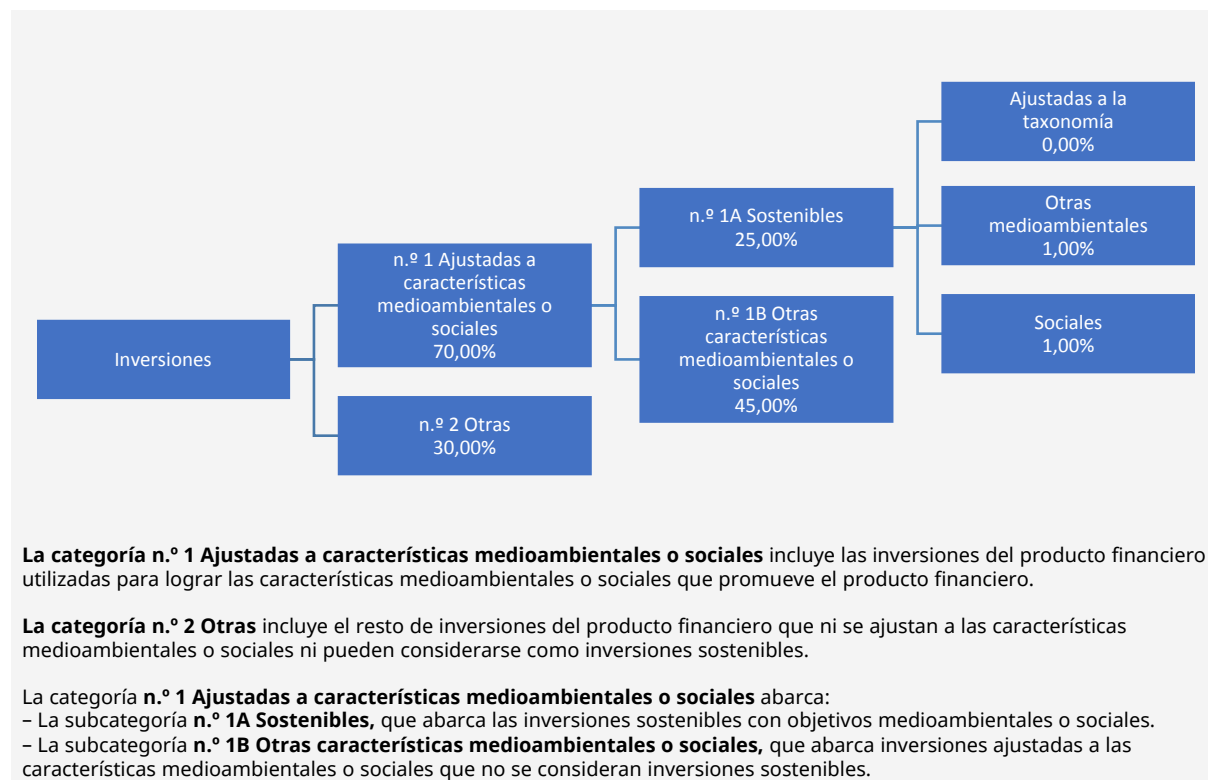 Inversiones
n.º 1 Ajustadas a
características
medioambientales o
sociales
70,00%
n.º 2 Otras
30,00%
n.º 1A Sostenibles
25,00%
n.º 1B Otras
características
medioambientales o
sociales
45,00%
Ajustadas a la
taxonomía
0,00%
Otras
medioambientales
1,00%
Sociales
1,00%
La categoría n.º 1 Ajustadas a características medioambientales o sociales incluye las inversiones del producto financiero
utilizadas para lograr las características medioambientales o sociales que promueve el producto financiero.
La categoría n.º 2 Otras incluye el resto de inversiones del producto financiero que ni se ajustan a las características
medioambientales o sociales ni pueden considerarse como inversiones sostenibles.
La categoría n.º 1 Ajustadas a características medioambientales o sociales abarca:
– La subcategoría n.º 1A Sostenibles, que abarca las inversiones sostenibles con objetivos medioambientales o sociales.
– La subcategoría n.º 1B Otras características medioambientales o sociales, que abarca inversiones ajustadas a las
características medioambientales o sociales que no se consideran inversiones sostenibles.